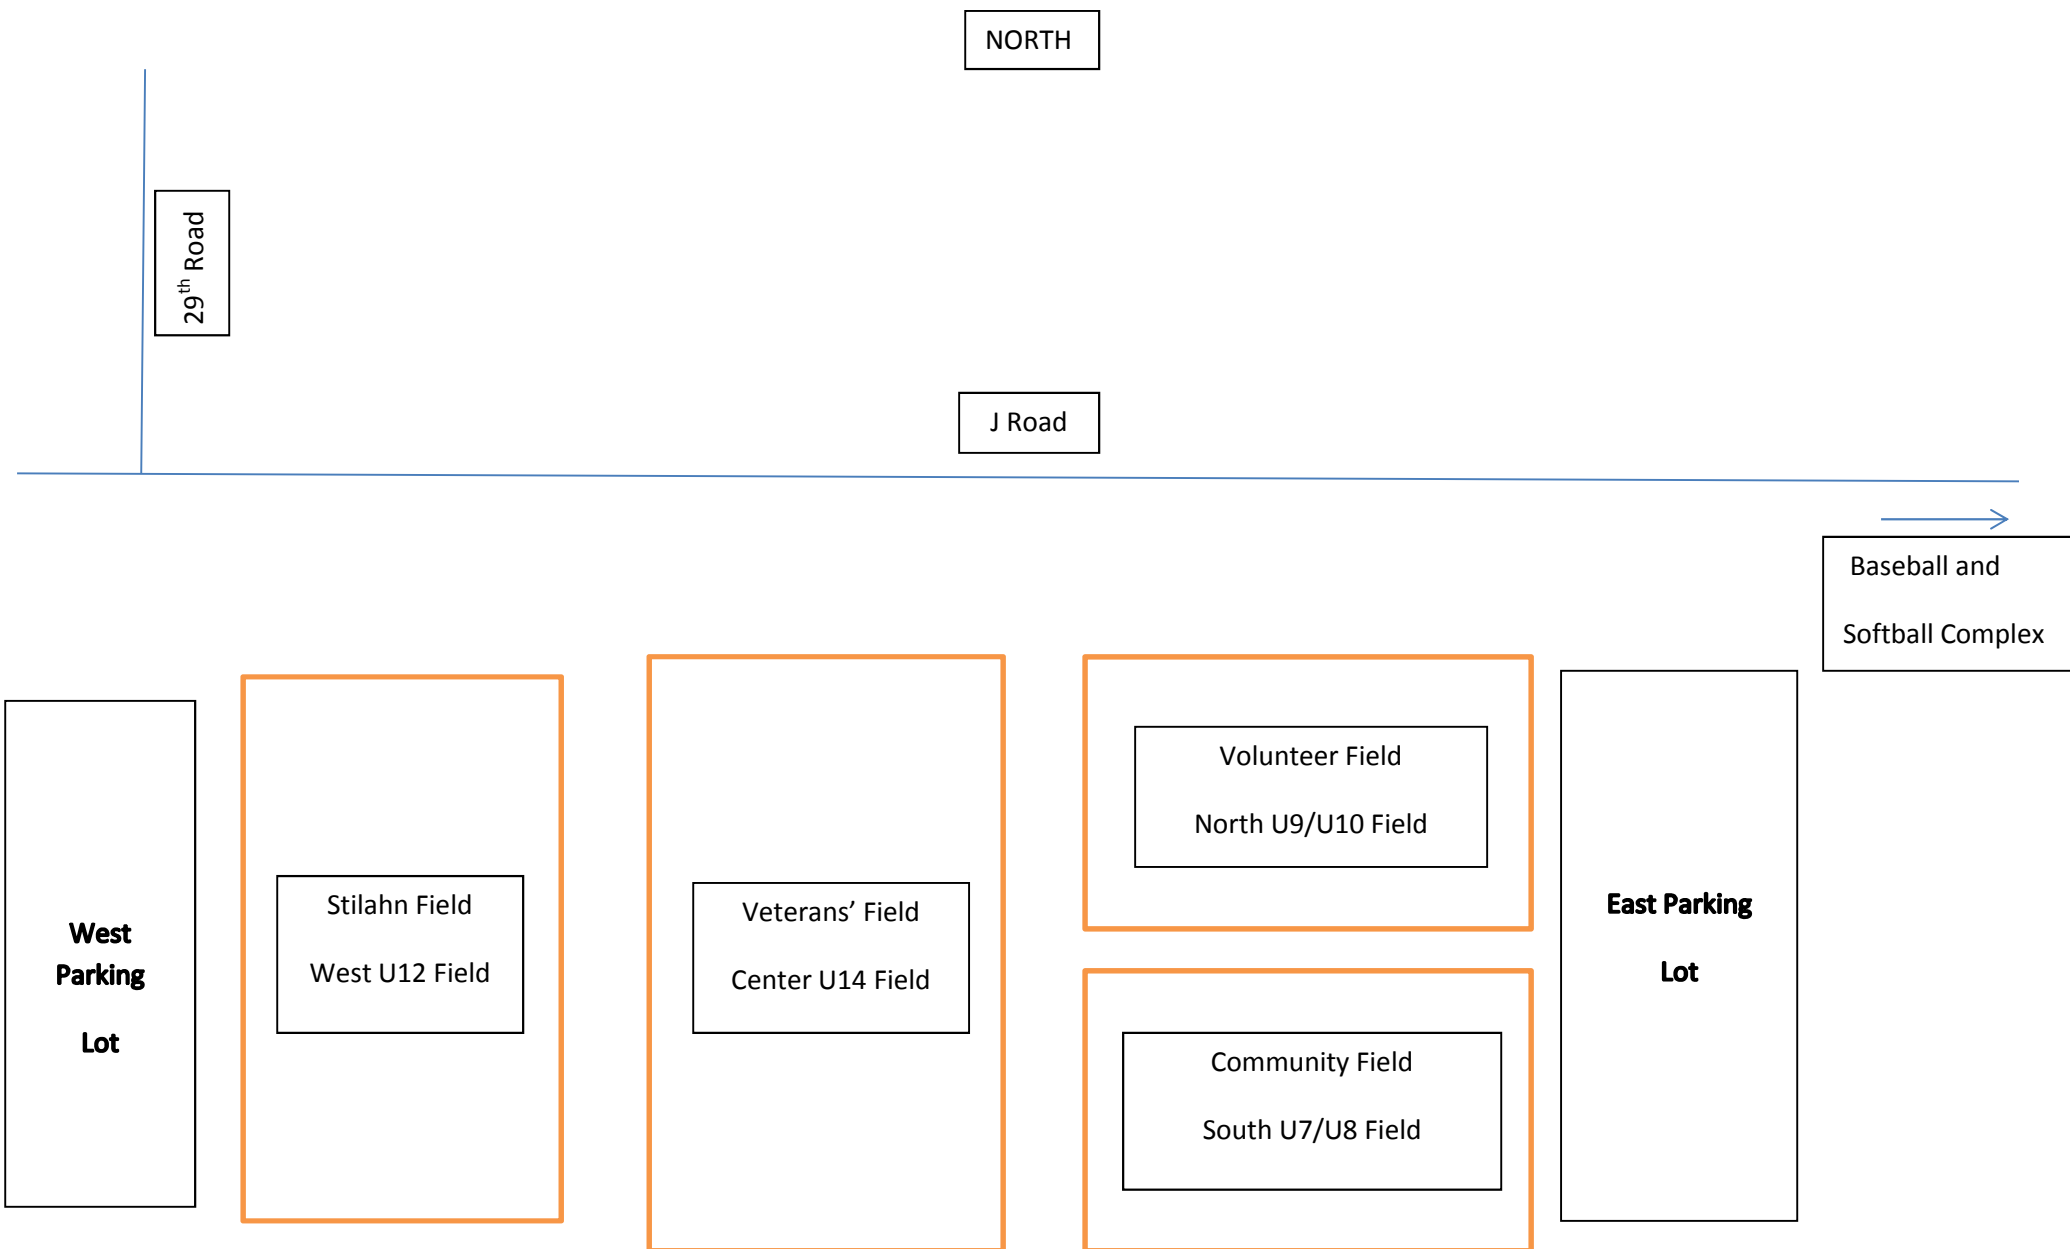 NORTH
29th Road
J Road
Baseball and
Softball Complex
West
Parking
Lot
Stilahn Field
West U12 Field
Veterans’ Field
Center U14 Field
Volunteer Field
North U9/U10 Field
Community Field
South U7/U8 Field
East Parking
Lot